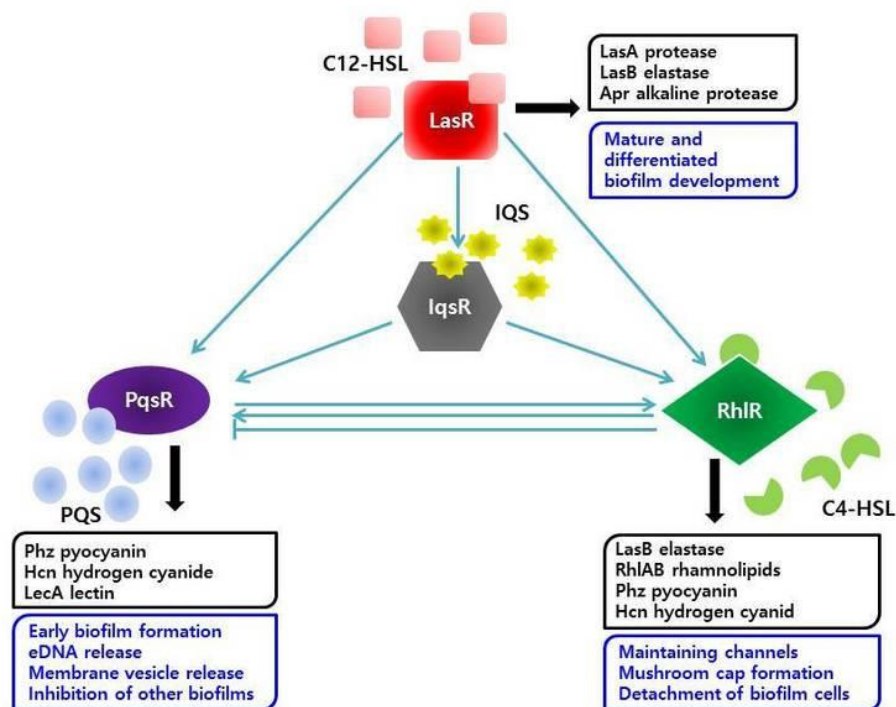 C12-HSL
LasR
LasA protease
LasB elastase
Apr alkaline protease
Mature and
differentiated
biofilm development
IQS
IqsR
PqsR
RhlR
PQS
C4-HSL
Phz pyocyanin
Hcn hydrogen cyanide
LecA lectin
Early biofilm formation
eDNA release
Membrane vesicle release
Inhibition of other biofilms
LasB elastase
RhlAB rhamnolipids
Phz pyocyanin
Hcn hydrogen cyanid
Maintaining channels
Mushroom cap formation
Detachment of biofilm cells